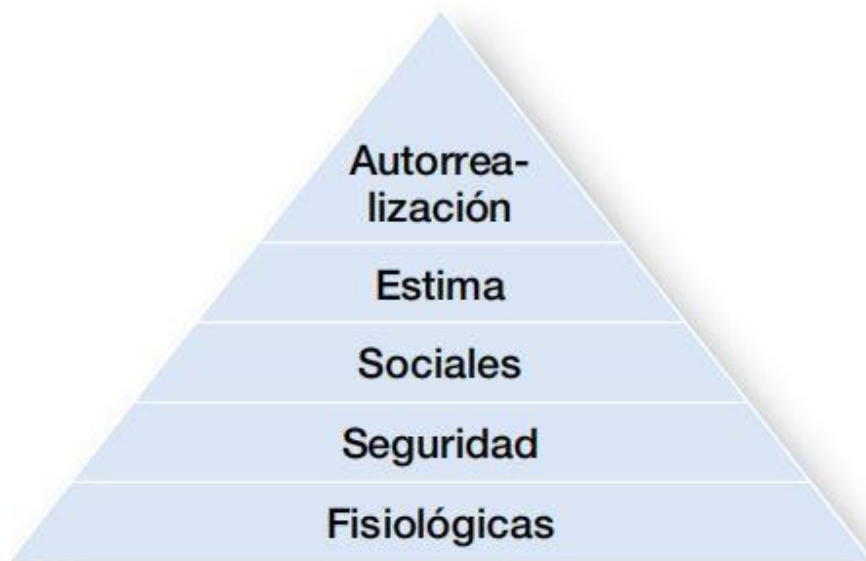 Autorrea-
lización
Estima
Sociales
Seguridad
Fisiológicas